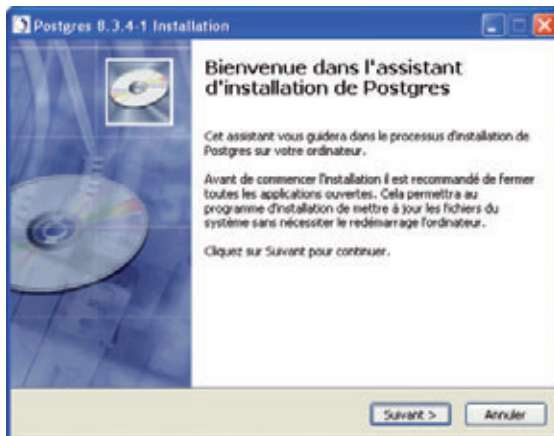 Postgres 8.3.4-1 Installation
Bienvenue dans l'assistant
d'installation de Postgres
Cet assistant vous guidera dans le processus d'installation de
Postgres sur votre ordinateur.
Avant de commencer l'installation il est recommandé de fermer
toutes les applications ouvertes. Cela permettra au
programme d'installation de mettre à jour les fichiers du
système sans nécessiter le redémarrage l'ordinateur.
Cliquez sur Suivant pour continuer.
Suivant > Annuler